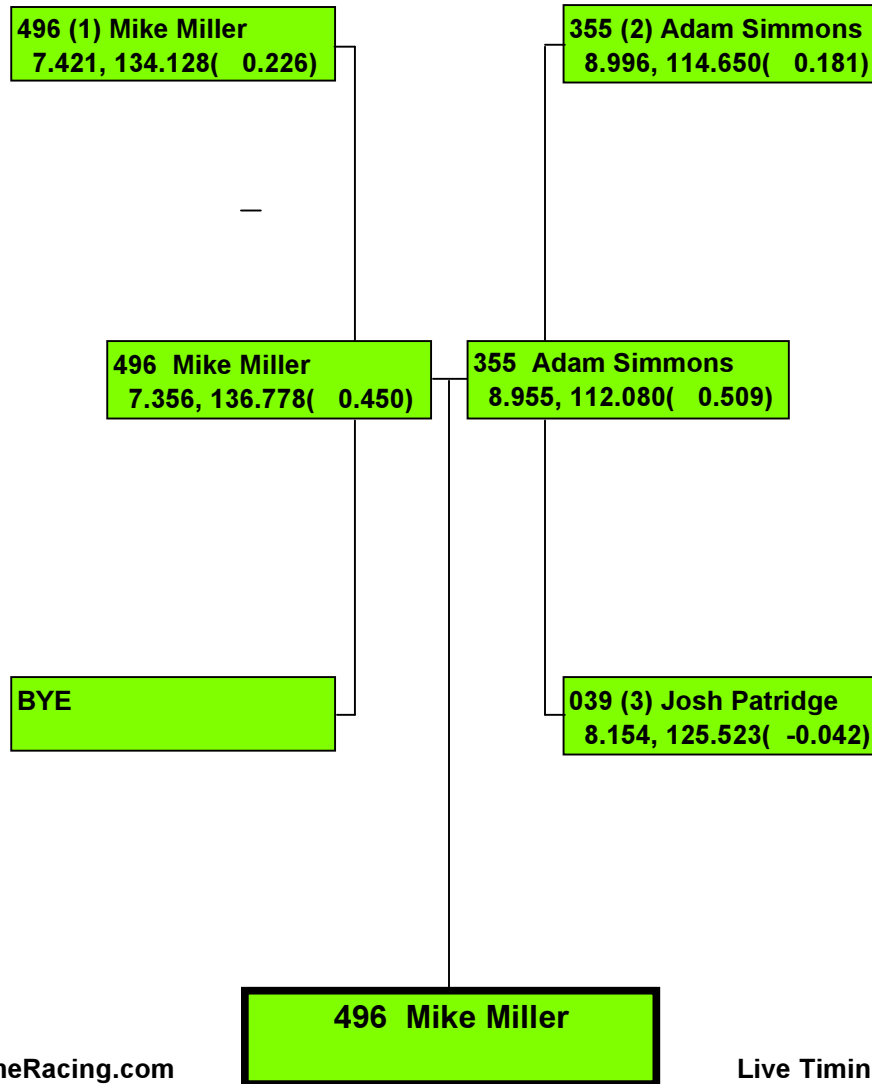 496 (1) Mike Miller
7.421, 134.128(   0.226)
355 (2) Adam Simmons
8.996, 114.650(   0.181)
496  Mike Miller
7.356, 136.778(   0.450)
355  Adam Simmons
8.955, 112.080(   0.509)
BYE
039 (3) Josh Patridge
8.154, 125.523(  -0.042)
496  Mike Miller
neRacing.com
Live Timin